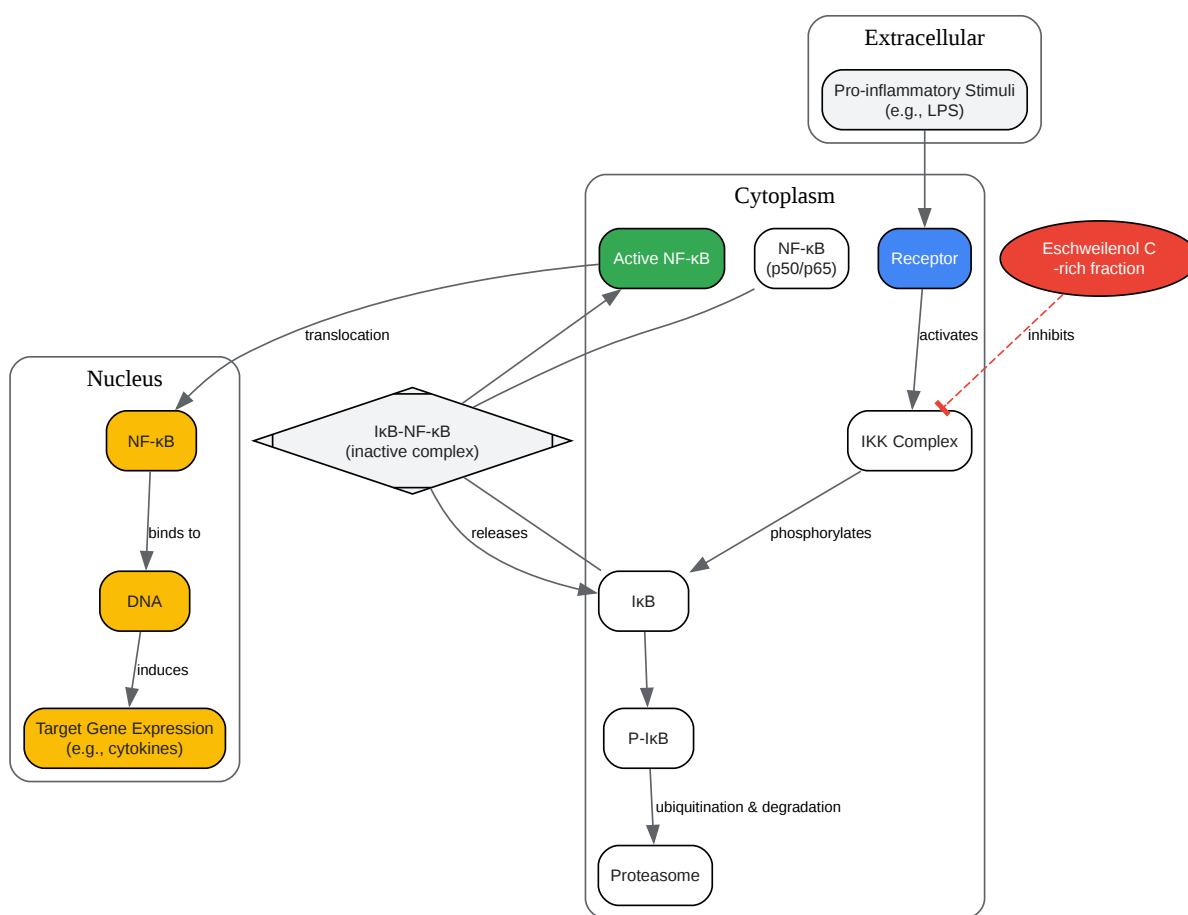 Extracellular
Pro-inflammatory Stimuli
(e.g., LPS)
Cytoplasm
Active NF-κB
NF-κB
(p50/p65)
Receptor
Eschweilenol C
-rich fraction
translocation
activates
inhibits
Nucleus
NF-κB
IκB-NF-κB
(inactive complex)
IKK Complex
binds to
releases
phosphorylates
DNA
IκB
induces
Target Gene Expression
(e.g., cytokines)
P-IκB
ubiquitination & degradation
Proteasome